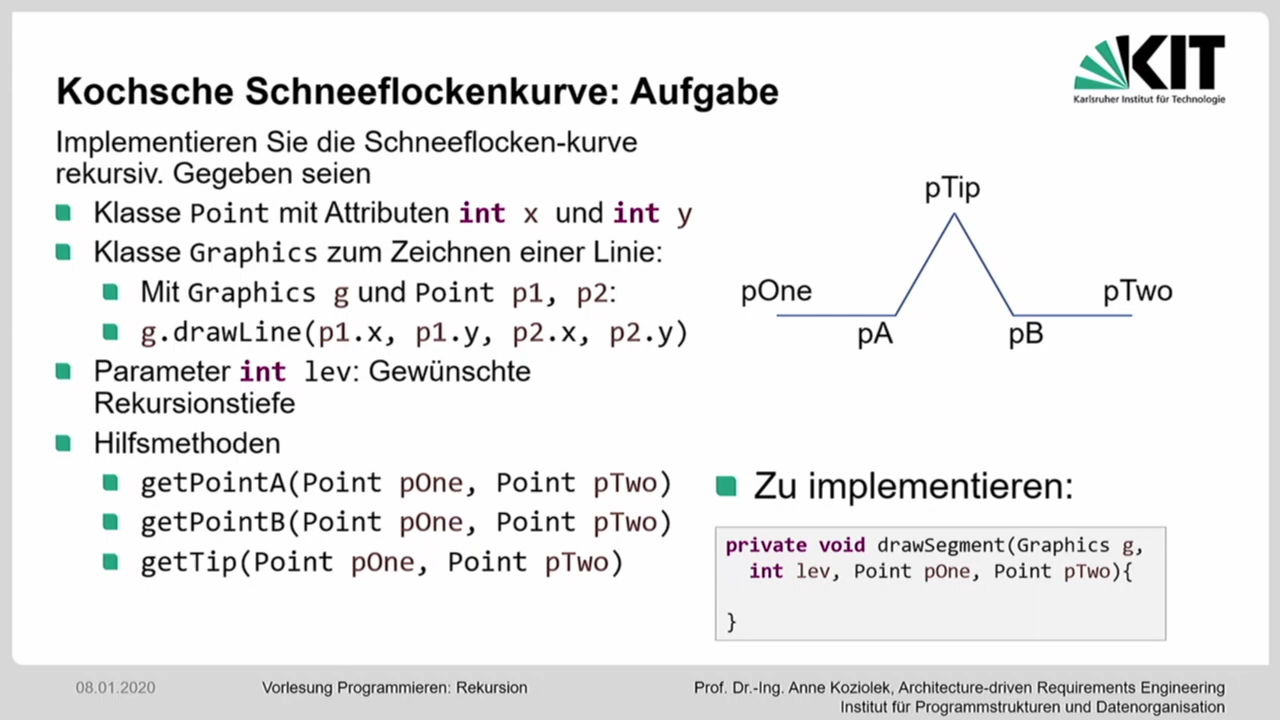 KIT
Karlsruher Institut für Technologie
Kochsche Schneeflockenkurve: Aufgabe
Implementieren Sie die Schneeflocken-kurve
rekursiv. Gegeben seien
Klasse Point mit Attributen int x und int y
Klasse Graphics zum Zeichnen einer Linie:
Mit Graphics g und Point p1, p2:
g.drawLine(p1.x, p1.y, p2.x, p2.y)
Parameter int lev: Gewünschte
Rekursionstiefe
Hilfsmethoden
getPointA(Point pOne, Point pTwo)
getPointB(Point pOne, Point pTwo)
getTip(Point pOne, Point pTwo)
pTip
pOne
pTwo
pA
pB
Zu implementieren:
private void drawSegment(Graphics g,
int lev, Point pOne, Point pTwo){
}
08.01.2020
Vorlesung Programmieren: Rekursion
Prof. Dr.-Ing. Anne Koziolek, Architecture-driven Requirements Engineering
Institut für Programmstrukturen und Datenorganisation